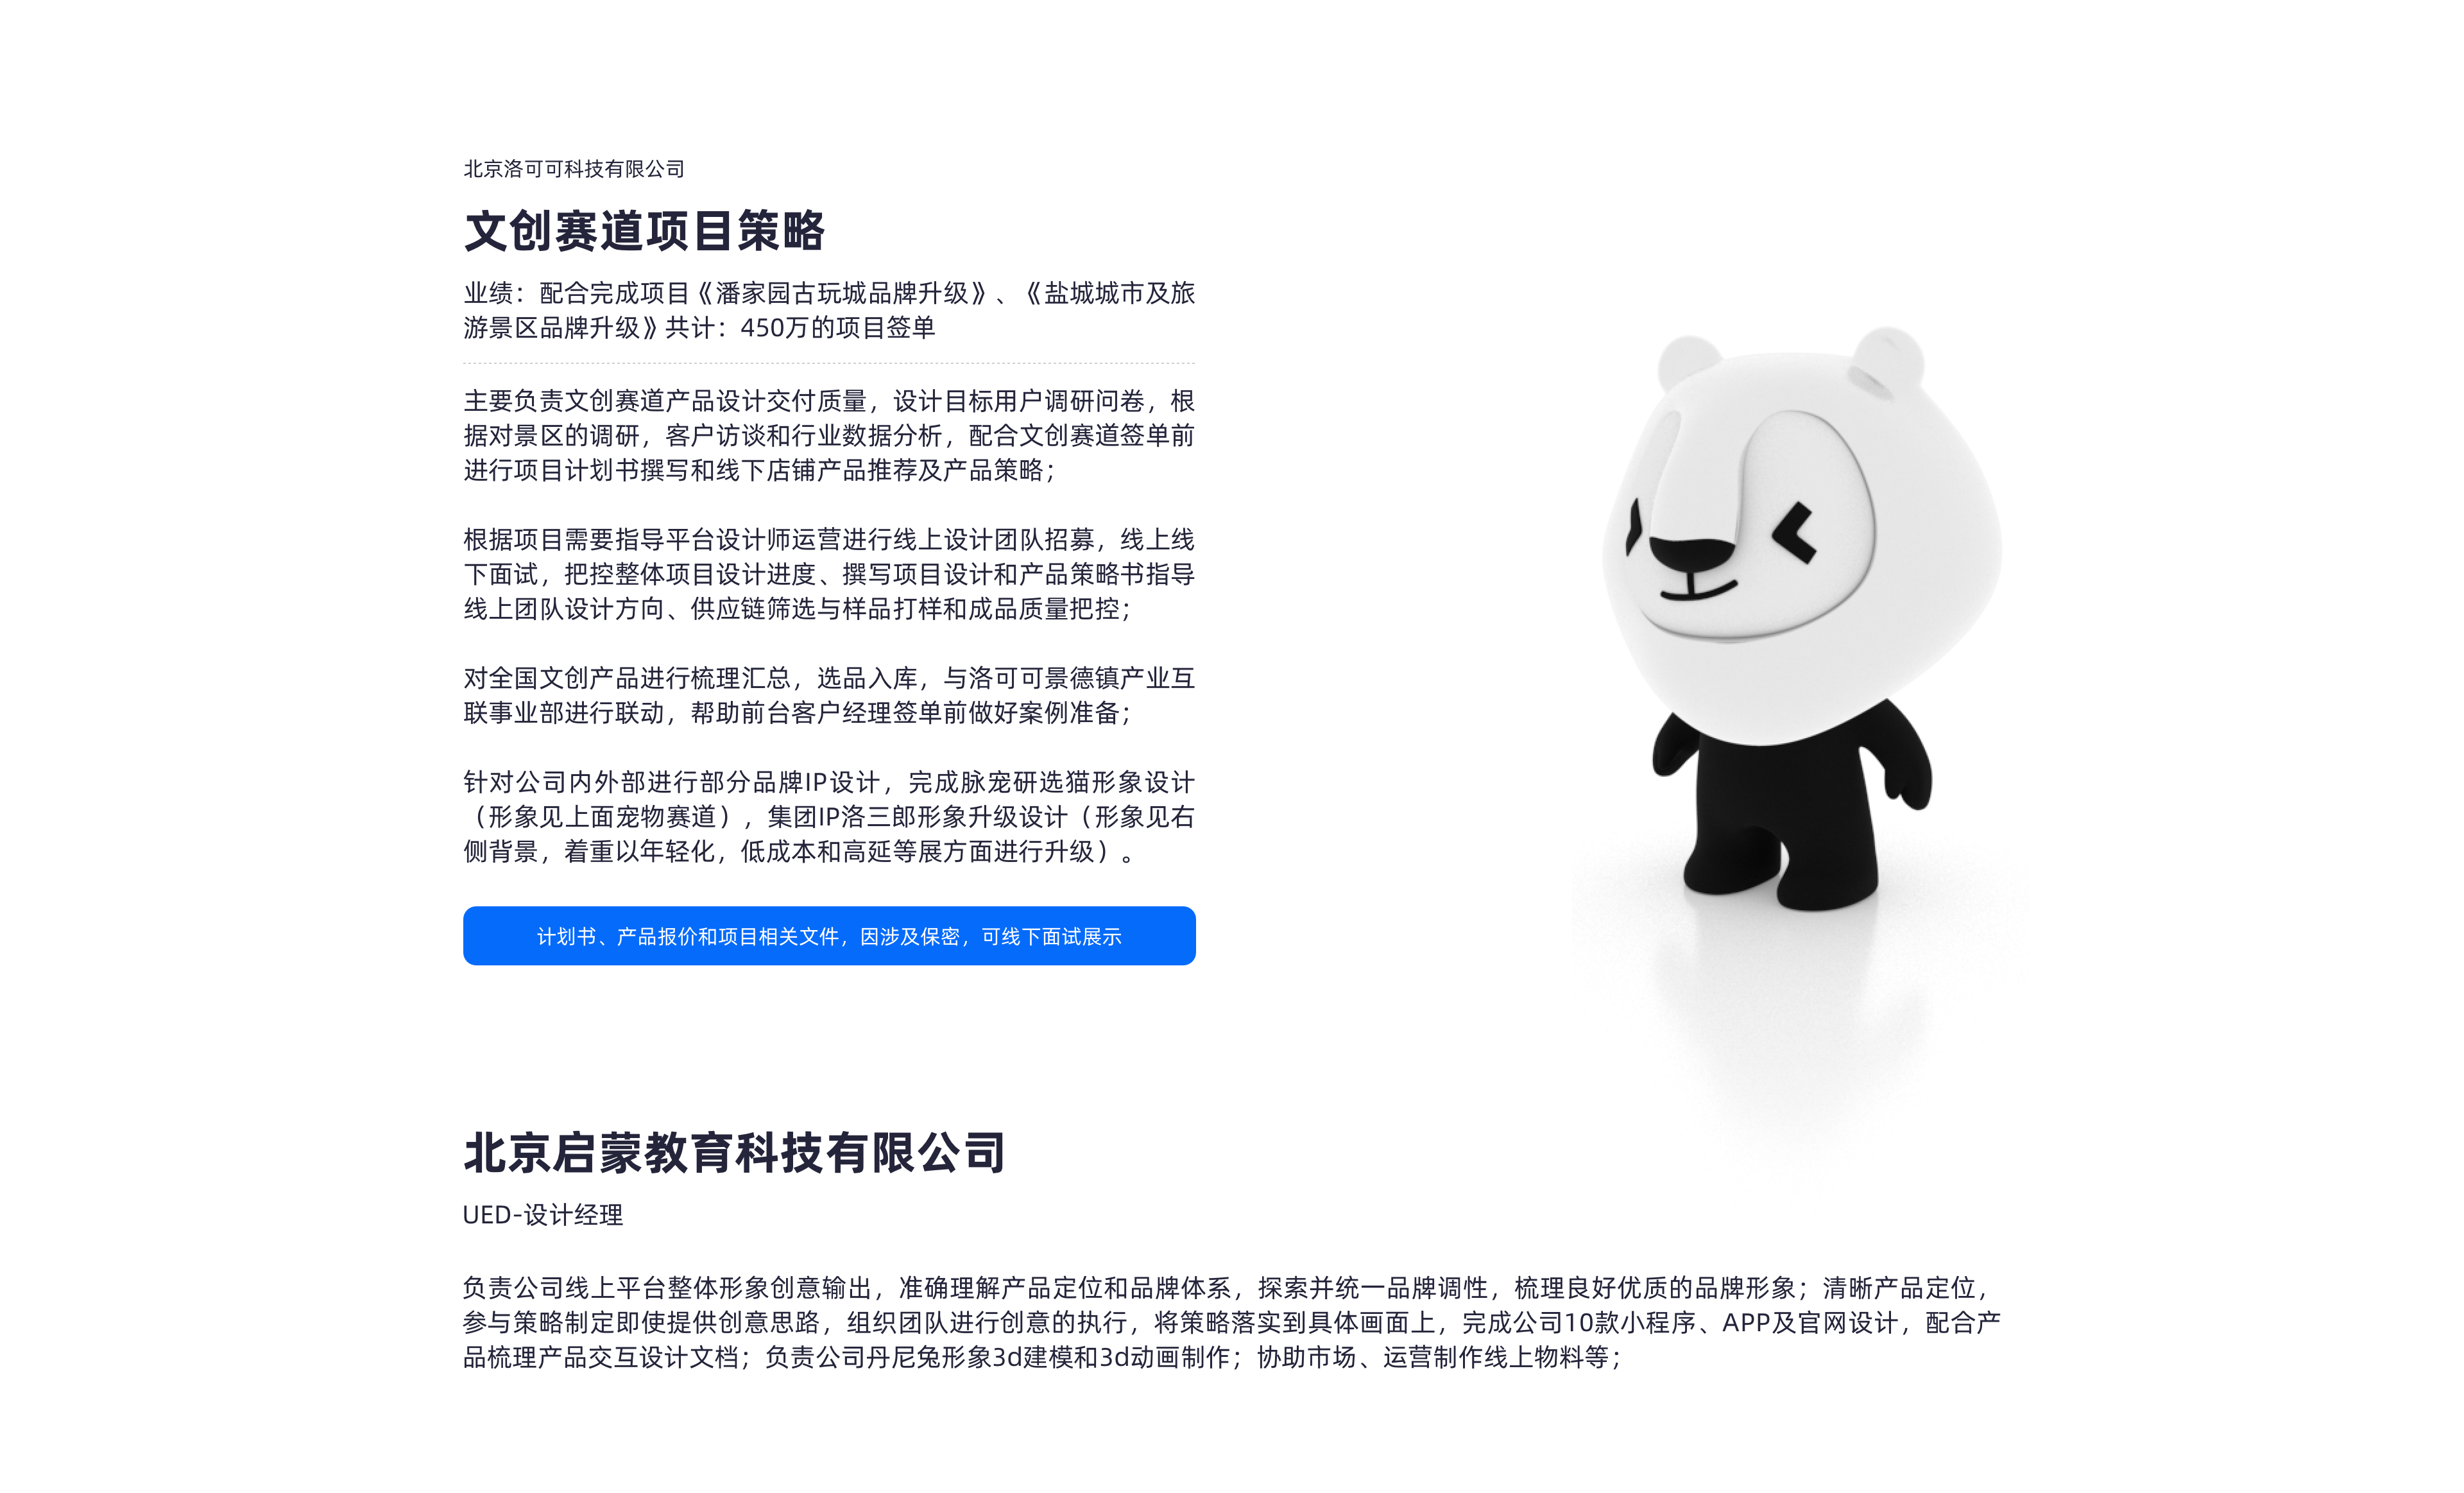 北京洛可可科技有限公司
文创赛道项目策略
业绩：配合完成项目《潘家园古玩城品牌升级》、《盐城城市及旅
游景区品牌升级》共计：450万的项目签单
主要负责文创赛道产品设计交付质量，设计目标用户调研问卷，根
据对景区的调研，客户访谈和行业数据分析，配合文创赛道签单前
进行项目计划书撰写和线下店铺产品推荐及产品策略；
根据项目需要指导平台设计师运营进行线上设计团队招募，线上线
下面试，把控整体项目设计进度、撰写项目设计和产品策略书指导
线上团队设计方向、供应链筛选与样品打样和成品质量把控；
对全国文创产品进行梳理汇总，选品入库，与洛可可景德镇产业互
联事业部进行联动，帮助前台客户经理签单前做好案例准备；
针对公司内外部进行部分品牌IP设计，完成脉宠研选猫形象设计
（形象见上面宠物赛道），集团IP洛三郎形象升级设计（形象见右
侧背景，着重以年轻化，低成本和高延等展方面进行升级）。
计划书、产品报价和项目相关文件，因涉及保密，可线下面试展示
北京启蒙教育科技有限公司
UED-设计经理
负责公司线上平台整体形象创意输出，准确理解产品定位和品牌体系，探索并统一品牌调性，梳理良好优质的品牌形象；清晰产品定位，
参与策略制定即使提供创意思路，组织团队进行创意的执行，将策略落实到具体画面上，完成公司10款小程序、APP及官网设计，配合产
品梳理产品交互设计文档；负责公司丹尼兔形象3d建模和3d动画制作；协助市场、运营制作线上物料等；